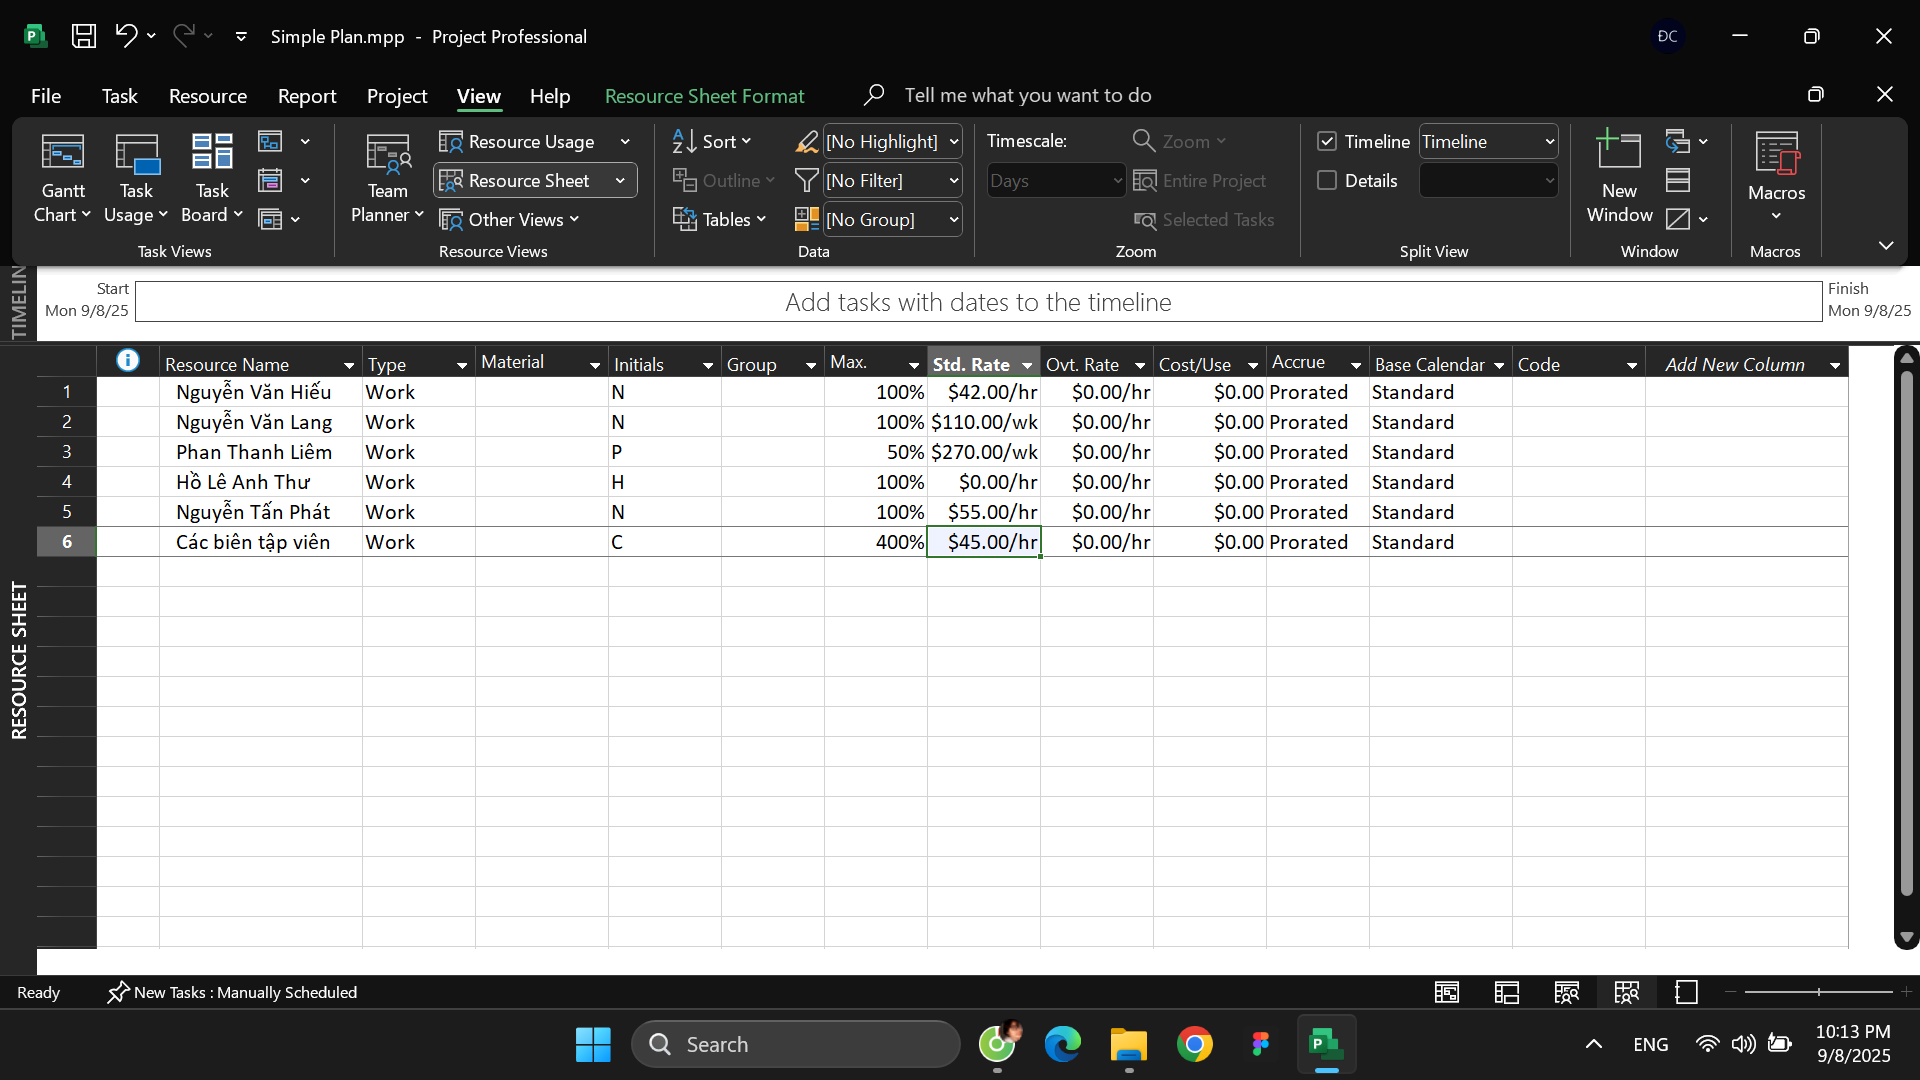 Simple Plan.mpp - Project Professional
ĐC
File Task Resource Report Project View Help Resource Sheet Format Tell me what you want to do
Gantt Chart
Task Usage
Task Board
Task Views
Team Planner
Resource Usage
Resource Sheet
Other Views
Resource Views
Sort
Outline
Tables
[No Highlight]
[No Filter]
[No Group]
Data
Timescale:
Days
Zoom
Entire Project
Selected Tasks
Zoom
Timeline Timeline
Details
Split View
New Window
Window
Macros
Macros
TIMELIN
Start
Mon 9/8/25
Add tasks with dates to the timeline
Finish
Mon 9/8/25
Resource Name Type Material Initials Group Max. Std. Rate Ovt. Rate Cost/Use Accrue Base Calendar Code Add New Column
1 Nguyễn Văn Hiếu Work N 100% $42.00/hr $0.00/hr $0.00 Prorated Standard
2 Nguyễn Văn Lang Work N 100% $110.00/wk $0.00/hr $0.00 Prorated Standard
3 Phan Thanh Liêm Work P 50% $270.00/wk $0.00/hr $0.00 Prorated Standard
4 Hồ Lê Anh Thư Work H 100% $0.00/hr $0.00/hr $0.00 Prorated Standard
5 Nguyễn Tấn Phát Work N 100% $55.00/hr $0.00/hr $0.00 Prorated Standard
6 Các biên tập viên Work C 400% $45.00/hr $0.00/hr $0.00 Prorated Standard
RESOURCE SHEET
Ready New Tasks : Manually Scheduled
Search
ENG
10:13 PM
9/8/2025